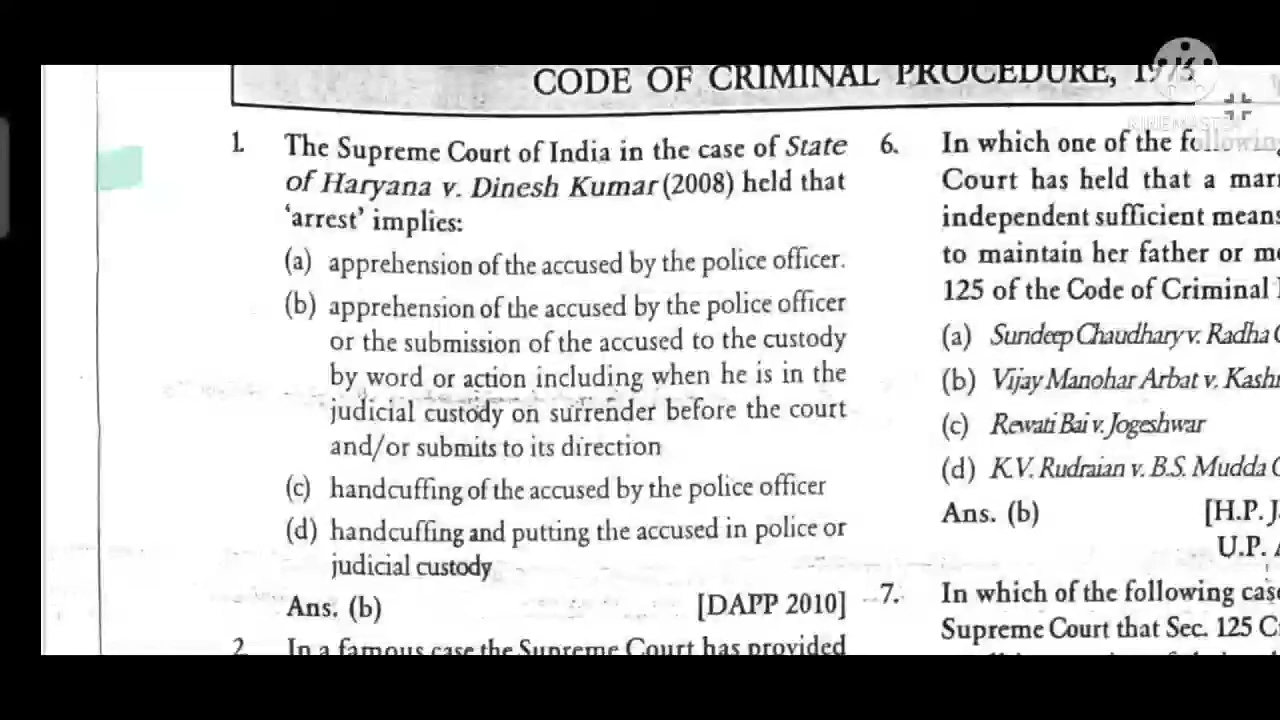 CODE OF CRIMINAL PROCEDURE, 1973
KINEMASTER
1. The Supreme Court of India in the case of State
of Haryana v. Dinesh Kumar (2008) held that
'arrest' implies:
(a) apprehension of the accused by the police officer.
(b) apprehension of the accused by the police officer
or the submission of the accused to the custody
by word or action including when he is in the
judicial custody on surrender before the court
and/or submits to its direction
(c) handcuffing of the accused by the police officer
(d) handcuffing and putting the accused in police or
judicial custody
Ans. (b) [DAPP 2010]
2. In a famous case the Supreme Court has provided
6. In which one of the following
Court has held that a mar
independent sufficient means
to maintain her father or m
125 of the Code of Criminal
(a) Sundeep Chaudhary v. Radha
(b) Vijay Manohar Arbat v. Kash
(c) Rewati Bai v. Jogeshwar
(d) K.V. Rudraian v. B.S. Mudda
Ans. (b) [H.P. J
U.P. A
7. In which of the following case
Supreme Court that Sec. 125 C